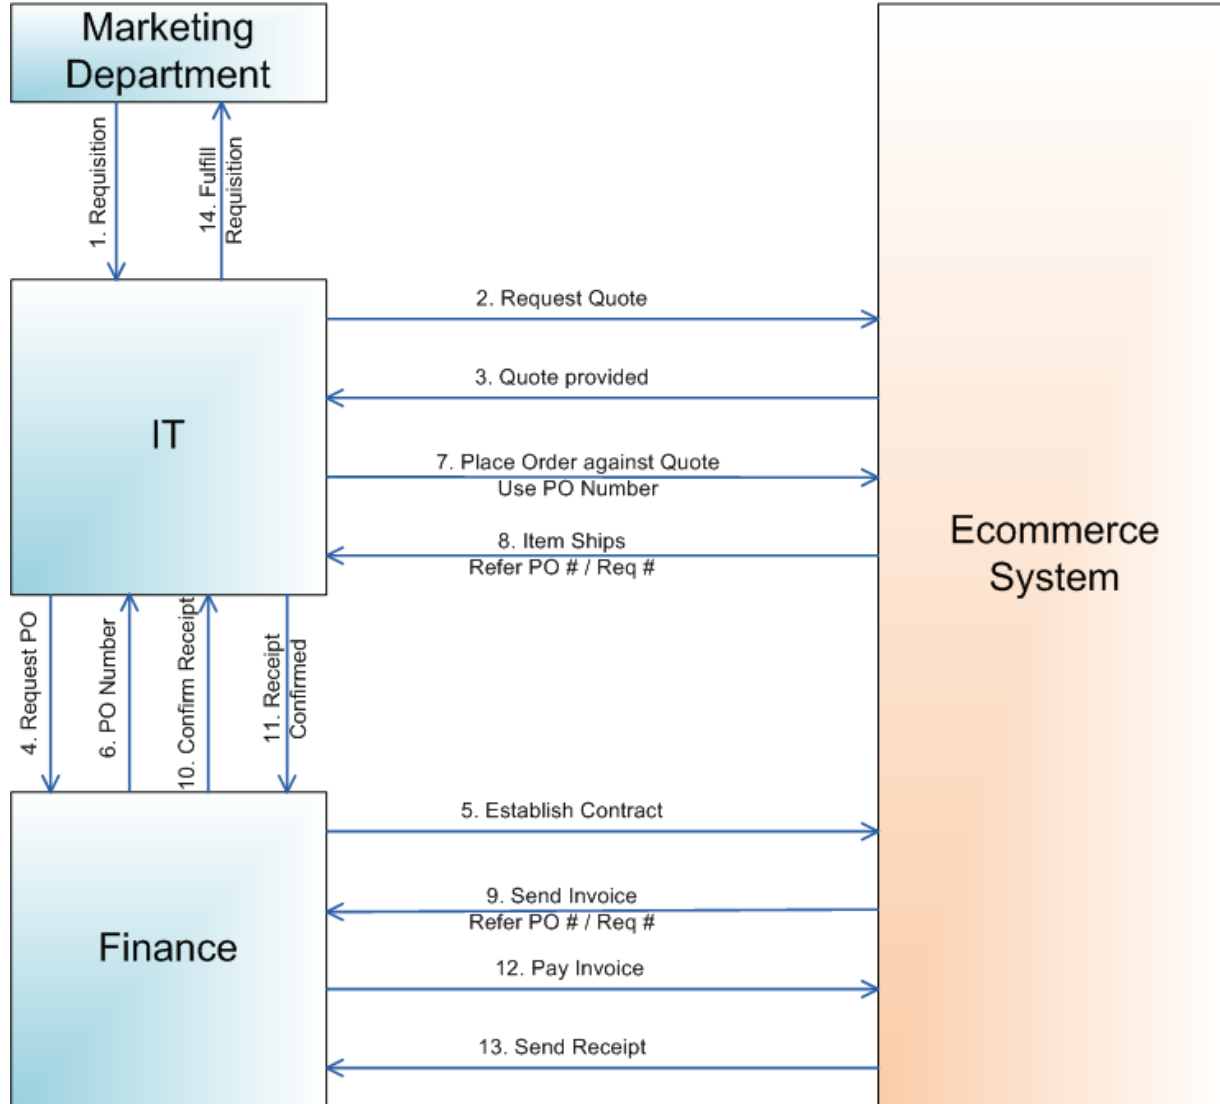 Marketing
Department
1. Requisition
14. Fulfill
Requisition
2. Request Quote
3. Quote provided
IT
7. Place Order against Quote
Use PO Number
8. Item Ships
Refer PO # / Req #
Ecommerce
System
4. Request PO
6. PO Number
10. Confirm Receipt
11. Receipt
Confirmed
5. Establish Contract
9. Send Invoice
Refer PO # / Req #
Finance
12. Pay Invoice
13. Send Receipt